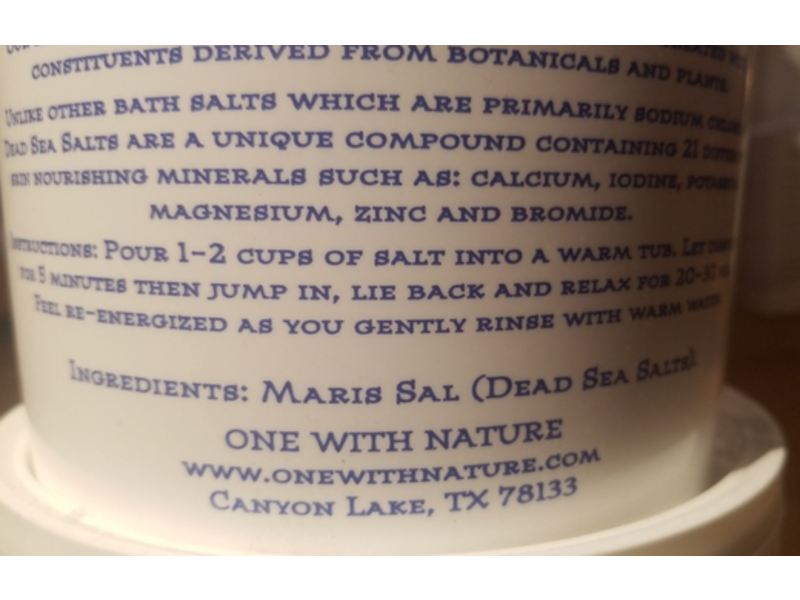 CONSTITUENTS DERIVED FROM BOTANICALS AND PLANTS.
UNLIKE OTHER BATH SALTS WHICH ARE PRIMARILY SODIUM
DEAD SEA SALTS ARE A UNIQUE COMPOUND CONTAINING 21
SKIN NOURISHING MINERALS SUCH AS: CALCIUM, IODINE,
MAGNESIUM, ZINC AND BROMIDE.
INSTRUCTIONS: POUR 1-2 CUPS OF SALT INTO A WARM TUB. LET
FOR 5 MINUTES THEN JUMP IN, LIE BACK AND RELAX FOR 20-30
FEEL RE-ENERGIZED AS YOU GENTLY RINSE WITH WARM WATER.
INGREDIENTS: MARIS SAL (DEAD SEA SALTS).
ONE WITH NATURE
WWW.ONEWITHNATURE.COM
CANYON LAKE, TX 78133